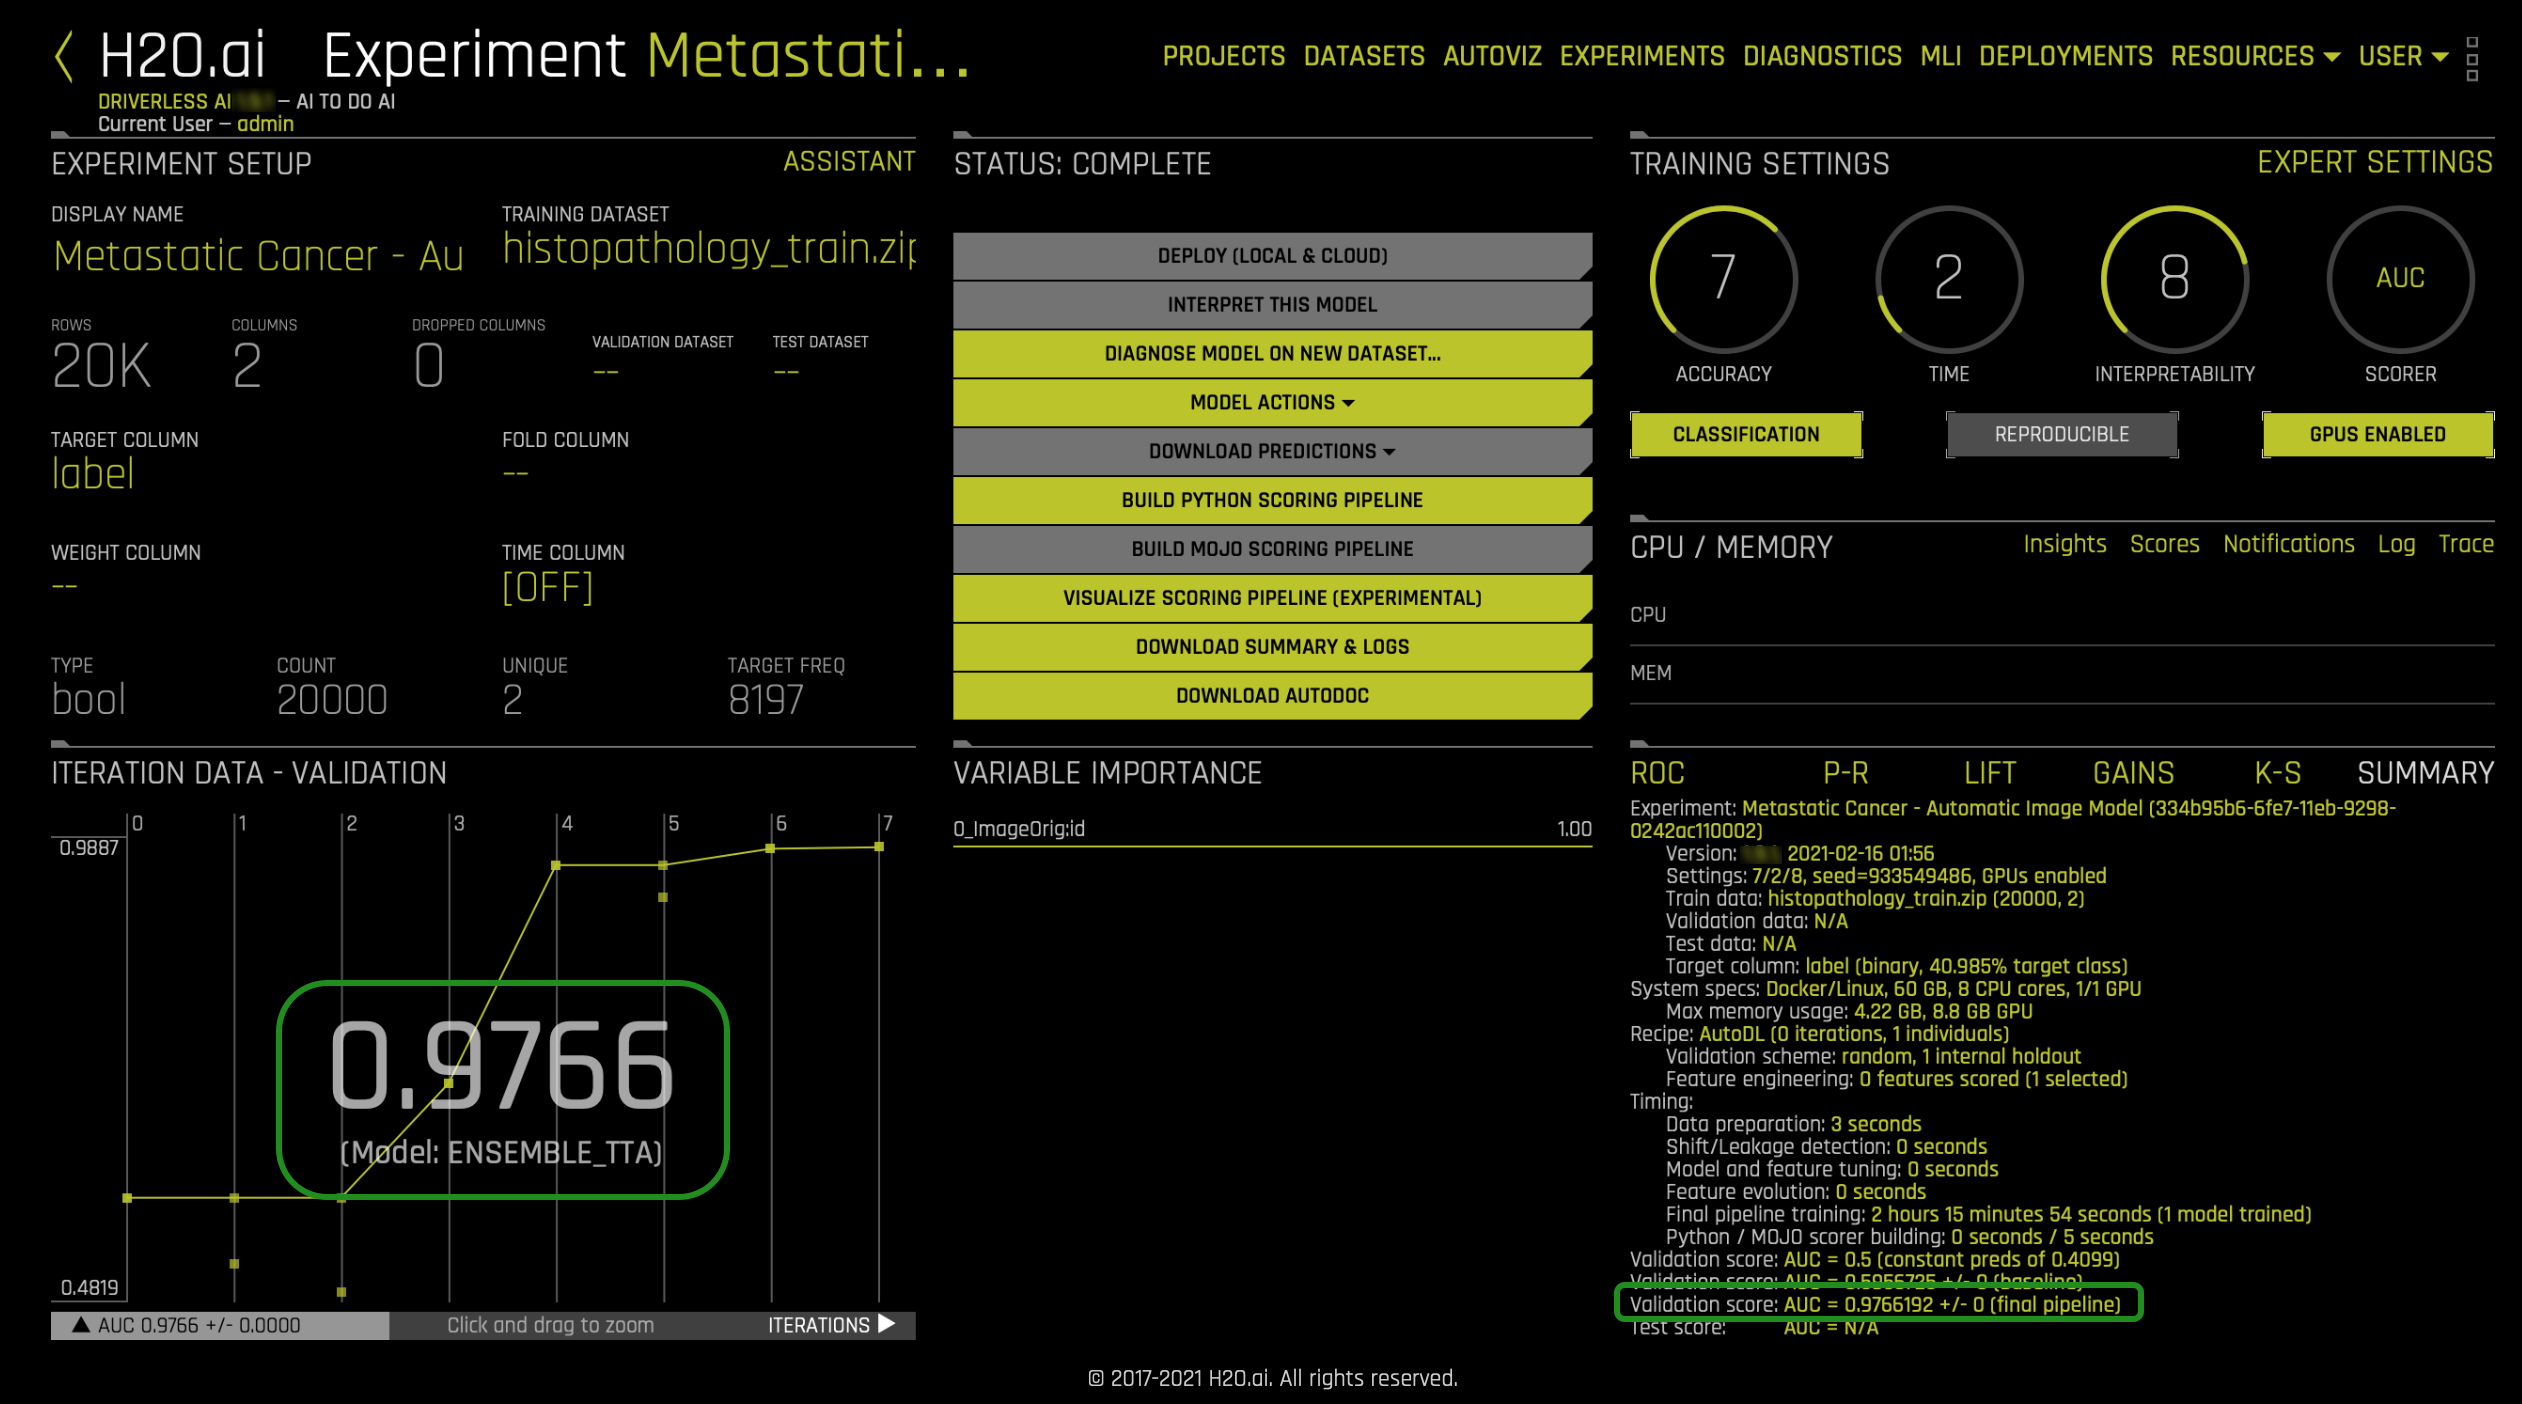 H2O.ai Experiment Metastati...
PROJECTS DATASETS AUTOVIZ EXPERIMENTS DIAGNOSTICS MLI DEPLOYMENTS RESOURCES USER
DRIVERLESS AI — AI TO DO AI
Current User — admin
EXPERIMENT SETUP ASSISTANT
DISPLAY NAME TRAINING DATASET
Metastatic Cancer - Au histopathology_train.zip
ROWS COLUMNS DROPPED COLUMNS VALIDATION DATASET TEST DATASET
20K 2 0 -- --
TARGET COLUMN FOLD COLUMN
label --
WEIGHT COLUMN TIME COLUMN
-- [OFF]
TYPE COUNT UNIQUE TARGET FREQ
bool 20000 2 8197
STATUS: COMPLETE
DEPLOY (LOCAL & CLOUD)
INTERPRET THIS MODEL
DIAGNOSE MODEL ON NEW DATASET...
MODEL ACTIONS
DOWNLOAD PREDICTIONS
BUILD PYTHON SCORING PIPELINE
BUILD MOJO SCORING PIPELINE
VISUALIZE SCORING PIPELINE (EXPERIMENTAL)
DOWNLOAD SUMMARY & LOGS
DOWNLOAD AUTODOC
TRAINING SETTINGS EXPERT SETTINGS
7 2 8 AUC
ACCURACY TIME INTERPRETABILITY SCORER
CLASSIFICATION REPRODUCIBLE GPUS ENABLED
CPU / MEMORY Insights Scores Notifications Log Trace
CPU
MEM
ITERATION DATA - VALIDATION
0 1 2 3 4 5 6 7
0.9887
0.9766
(Model: ENSEMBLE_TTA)
0.4819
AUC 0.9766 +/- 0.0000 Click and drag to zoom ITERATIONS
VARIABLE IMPORTANCE
0_ImageOrig:id 1.00
ROC P-R LIFT GAINS K-S SUMMARY
Experiment: Metastatic Cancer - Automatic Image Model (334b95b6-6fe7-11eb-9298-
0242ac110002)
Version: 2021-02-16 01:56
Settings: 7/2/8, seed=933549486, GPUs enabled
Train data: histopathology_train.zip (20000, 2)
Validation data: N/A
Test data: N/A
Target column: label (binary, 40.985% target class)
System specs: Docker/Linux, 60 GB, 8 CPU cores, 1/1 GPU
Max memory usage: 4.22 GB, 8.8 GB GPU
Recipe: AutoDL (0 iterations, 1 individuals)
Validation scheme: random, 1 internal holdout
Feature engineering: 0 features scored (1 selected)
Timing:
Data preparation: 3 seconds
Shift/Leakage detection: 0 seconds
Model and feature tuning: 0 seconds
Feature evolution: 0 seconds
Final pipeline training: 2 hours 15 minutes 54 seconds (1 model trained)
Python / MOJO scorer building: 0 seconds / 5 seconds
Validation score: AUC = 0.5 (constant preds of 0.4099)
Validation score: AUC = 0.5956725 +/- 0 (baseline)
Validation score: AUC = 0.9766192 +/- 0 (final pipeline)
Test score: AUC = N/A
© 2017-2021 H2O.ai. All rights reserved.